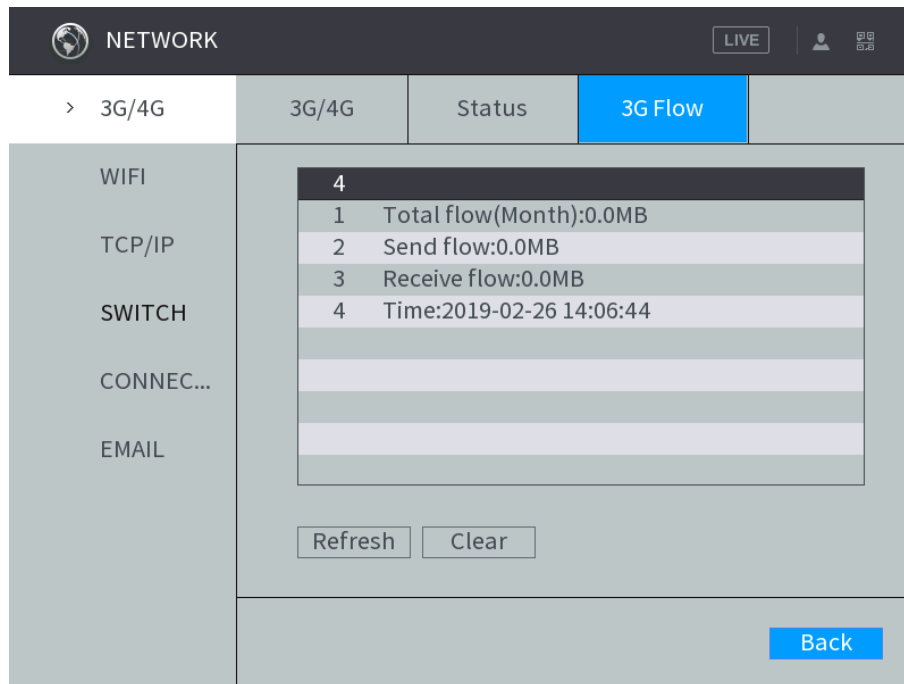 NETWORK LIVE
> 3G/4G 3G/4G Status 3G Flow
WIFI
TCP/IP
SWITCH
CONNEC...
EMAIL
4
1 Total flow(Month):0.0MB
2 Send flow:0.0MB
3 Receive flow:0.0MB
4 Time:2019-02-26 14:06:44
Refresh Clear
Back